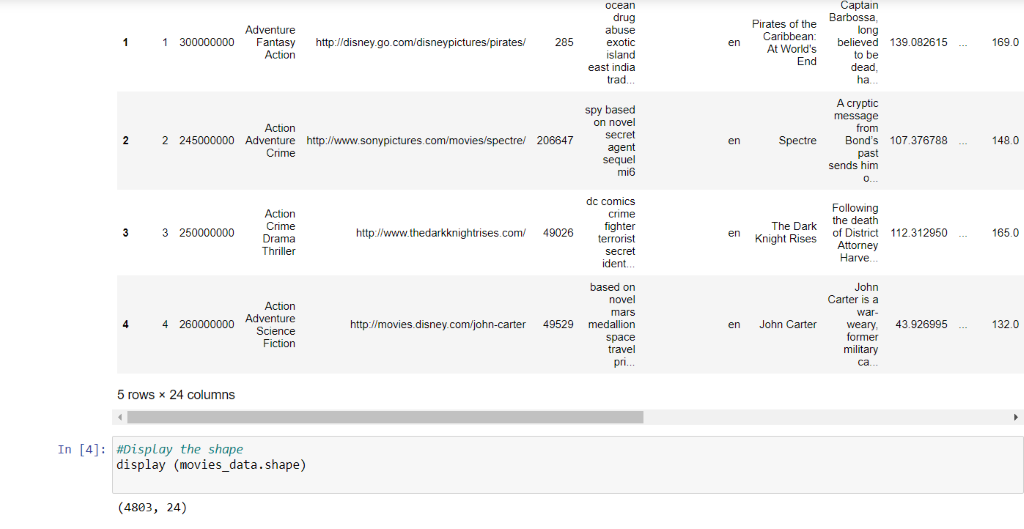 ocean
drug
abuse
exotic
island
east india
trad...
Captain
Barbossa,
long
believed
to be
dead,
ha...
1 1 300000000 Adventure Fantasy Action http://disney.go.com/disneypictures/pirates/ 285 en Pirates of the Caribbean: At World's End 139.082615 ... 169.0
spy based
on novel
secret
agent
sequel
mi6
A cryptic
message
from
Bond's
past
sends him
o...
2 2 245000000 Action Adventure Crime http://www.sonypictures.com/movies/spectre/ 206647 en Spectre 107.376788 ... 148.0
dc comics
crime
fighter
terrorist
secret
ident...
Following
the death
of District
Attorney
Harve...
3 3 250000000 Action Crime Drama Thriller http://www.thedarkknightrises.com/ 49026 en The Dark Knight Rises 112.312950 ... 165.0
based on
novel
mars
medallion
space
travel
pri...
John
Carter is a
war-
weary,
former
military
ca...
4 4 260000000 Action Adventure Science Fiction http://movies.disney.com/john-carter 49529 en John Carter 43.926995 ... 132.0
5 rows × 24 columns
In [4]: #Display the shape
display (movies_data.shape)
(4803, 24)